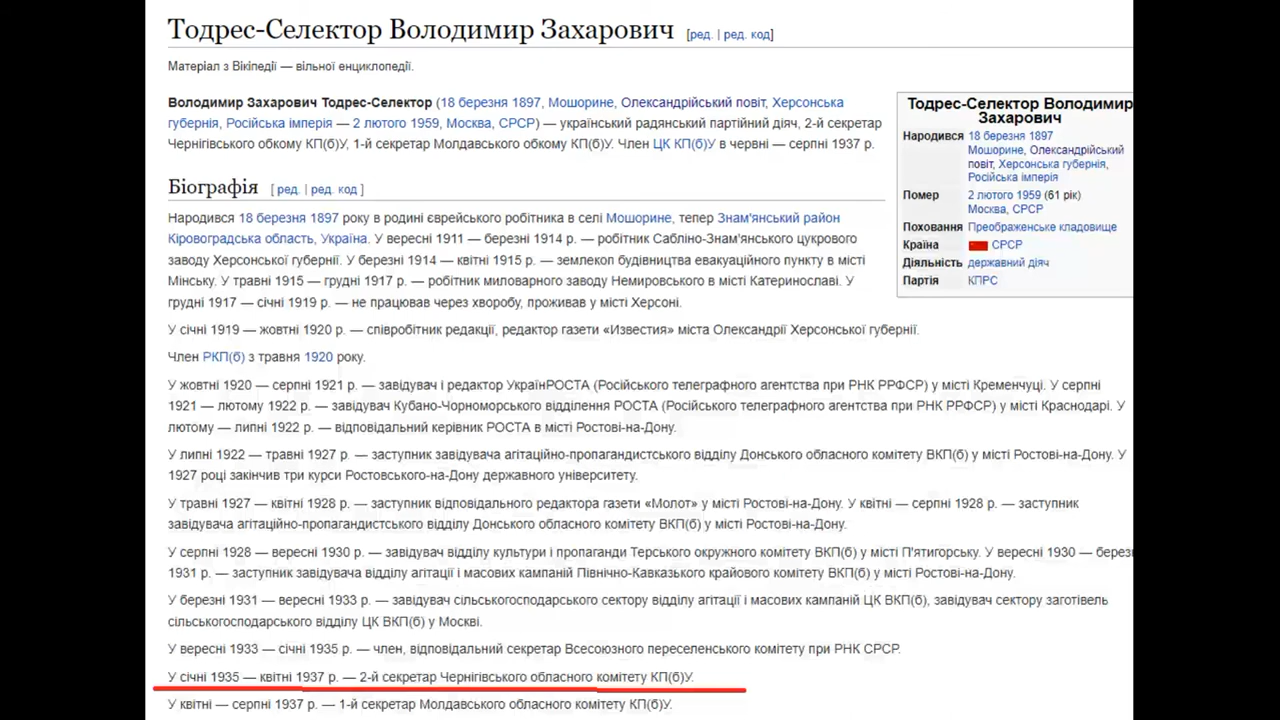 Тодрес-Селектор Володимир Захарович [ред. | ред. код]
Матеріал з Вікіпедії — вільної енциклопедії.
Володимир Захарович Тодрес-Селектор (18 березня 1897, Мошорине, Олександрійський повіт, Херсонська
губернія, Російська імперія — 2 лютого 1959, Москва, СРСР) — український радянський партійний діяч, 2-й секретар
Чернігівського обкому КП(б)У, 1-й секретар Молдавського обкому КП(б)У. Член ЦК КП(б)У в червні — серпні 1937 р.
Тодрес-Селектор Володимир
Захарович
Народився 18 березня 1897
Мошорине, Олександрійський
повіт, Херсонська губернія,
Російська імперія
Помер 2 лютого 1959 (61 рік)
Москва, СРСР
Поховання Преображенське кладовище
Країна СРСР
Діяльність державний діяч
Партія КПРС
Біографія [ ред. | ред. код ]
Народився 18 березня 1897 року в родині єврейського робітника в селі Мошорине, тепер Знам'янський район
Кіровоградська область, Україна. У вересні 1911 — березні 1914 р. — робітник Сабліно-Знам'янського цукрового
заводу Херсонської губернії. У березні 1914 — квітні 1915 р. — землекоп будівництва евакуаційного пункту в місті
Мінську. У травні 1915 — грудні 1917 р. — робітник миловарного заводу Немировського в місті Катеринославі. У
грудні 1917 — січні 1919 р. — не працював через хворобу, проживав у місті Херсоні.
У січні 1919 — жовтні 1920 р. — співробітник редакції, редактор газети «Известия» міста Олександрії Херсонської губернії.
Член РКП(б) з травня 1920 року.
У жовтні 1920 — серпні 1921 р. — завідувач і редактор УкраїнРОСТА (Російського телеграфного агентства при РНК РРФСР) у місті Кременчуці. У серпні
1921 — лютому 1922 р. — завідувач Кубано-Чорноморського відділення РОСТА (Російського телеграфного агентства при РНК РРФСР) у місті Краснодарі. У
лютому — липні 1922 р. — відповідальний керівник РОСТА в місті Ростові-на-Дону.
У липні 1922 — травні 1927 р. — заступник завідувача агітаційно-пропагандистського відділу Донського обласного комітету ВКП(б) у місті Ростові-на-Дону. У
1927 році закінчив три курси Ростовського-на-Дону державного університету.
У травні 1927 — квітні 1928 р. — заступник відповідального редактора газети «Молот» у місті Ростові-на-Дону. У квітні — серпні 1928 р. — заступник
завідувача агітаційно-пропагандистського відділу Донського обласного комітету ВКП(б) у місті Ростові-на-Дону.
У серпні 1928 — вересні 1930 р. — завідувач відділу культури і пропаганди Терського окружного комітету ВКП(б) у місті П'ятигорську. У вересні 1930 — берез
1931 р. — заступник завідувача відділу агітації і масових кампаній Північно-Кавказького крайового комітету ВКП(б) у місті Ростові-на-Дону.
У березні 1931 — вересні 1933 р. — завідувач сільськогосподарського сектору відділу агітації і масових кампаній ЦК ВКП(б), завідувач сектору заготівель
сільськогосподарського відділу ЦК ВКП(б) у Москві.
У вересні 1933 — січні 1935 р. — член, відповідальний секретар Всесоюзного переселенського комітету при РНК СРСР.
У січні 1935 — квітні 1937 р. — 2-й секретар Чернігівського обласного комітету КП(б)У.
У квітні — серпні 1937 р. — 1-й секретар Молдавського обласного комітету КП(б)У.